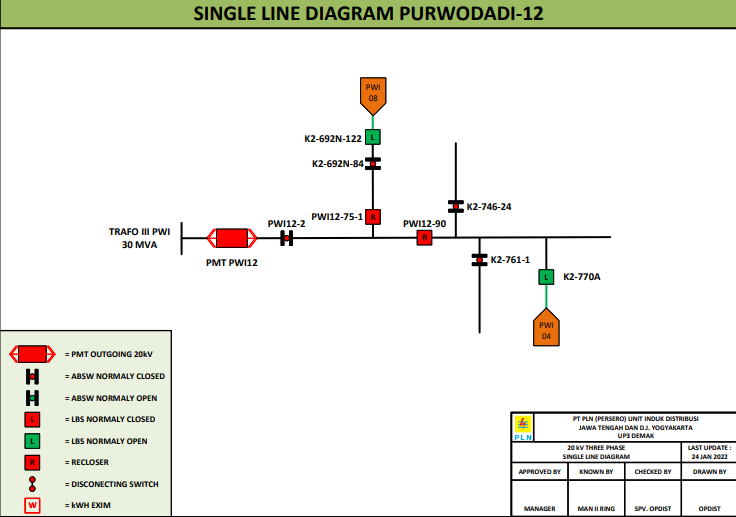 SINGLE LINE DIAGRAM PURWODADI-12
PWI
08
K2-692N-122
L
K2-692N-84
PWI12-75-1
R
PWI12-90
R
K2-746-24
TRAFO III PWI
30 MVA
PWI12-2
PMT PWI12
K2-761-1
L
K2-770A
PWI
04
= PMT OUTGOING 20kV
= ABSW NORMALY CLOSED
= ABSW NORMALY OPEN
L = LBS NORMALY CLOSED
L = LBS NORMALY OPEN
R = RECLOSER
= DISCONECTING SWITCH
W = kWH EXIM
PLN
PT PLN (PERSERO) UNIT INDUK DISTRIBUSI
JAWA TENGAH DAN D.I. YOGYAKARTA
UP3 DEMAK
20 kV THREE PHASE
SINGLE LINE DIAGRAM
LAST UPDATE :
24 JAN 2022
APPROVED BY KNOWN BY CHECKED BY DRAWN BY
MANAGER MAN II RING SPV. OPDIST OPDIST